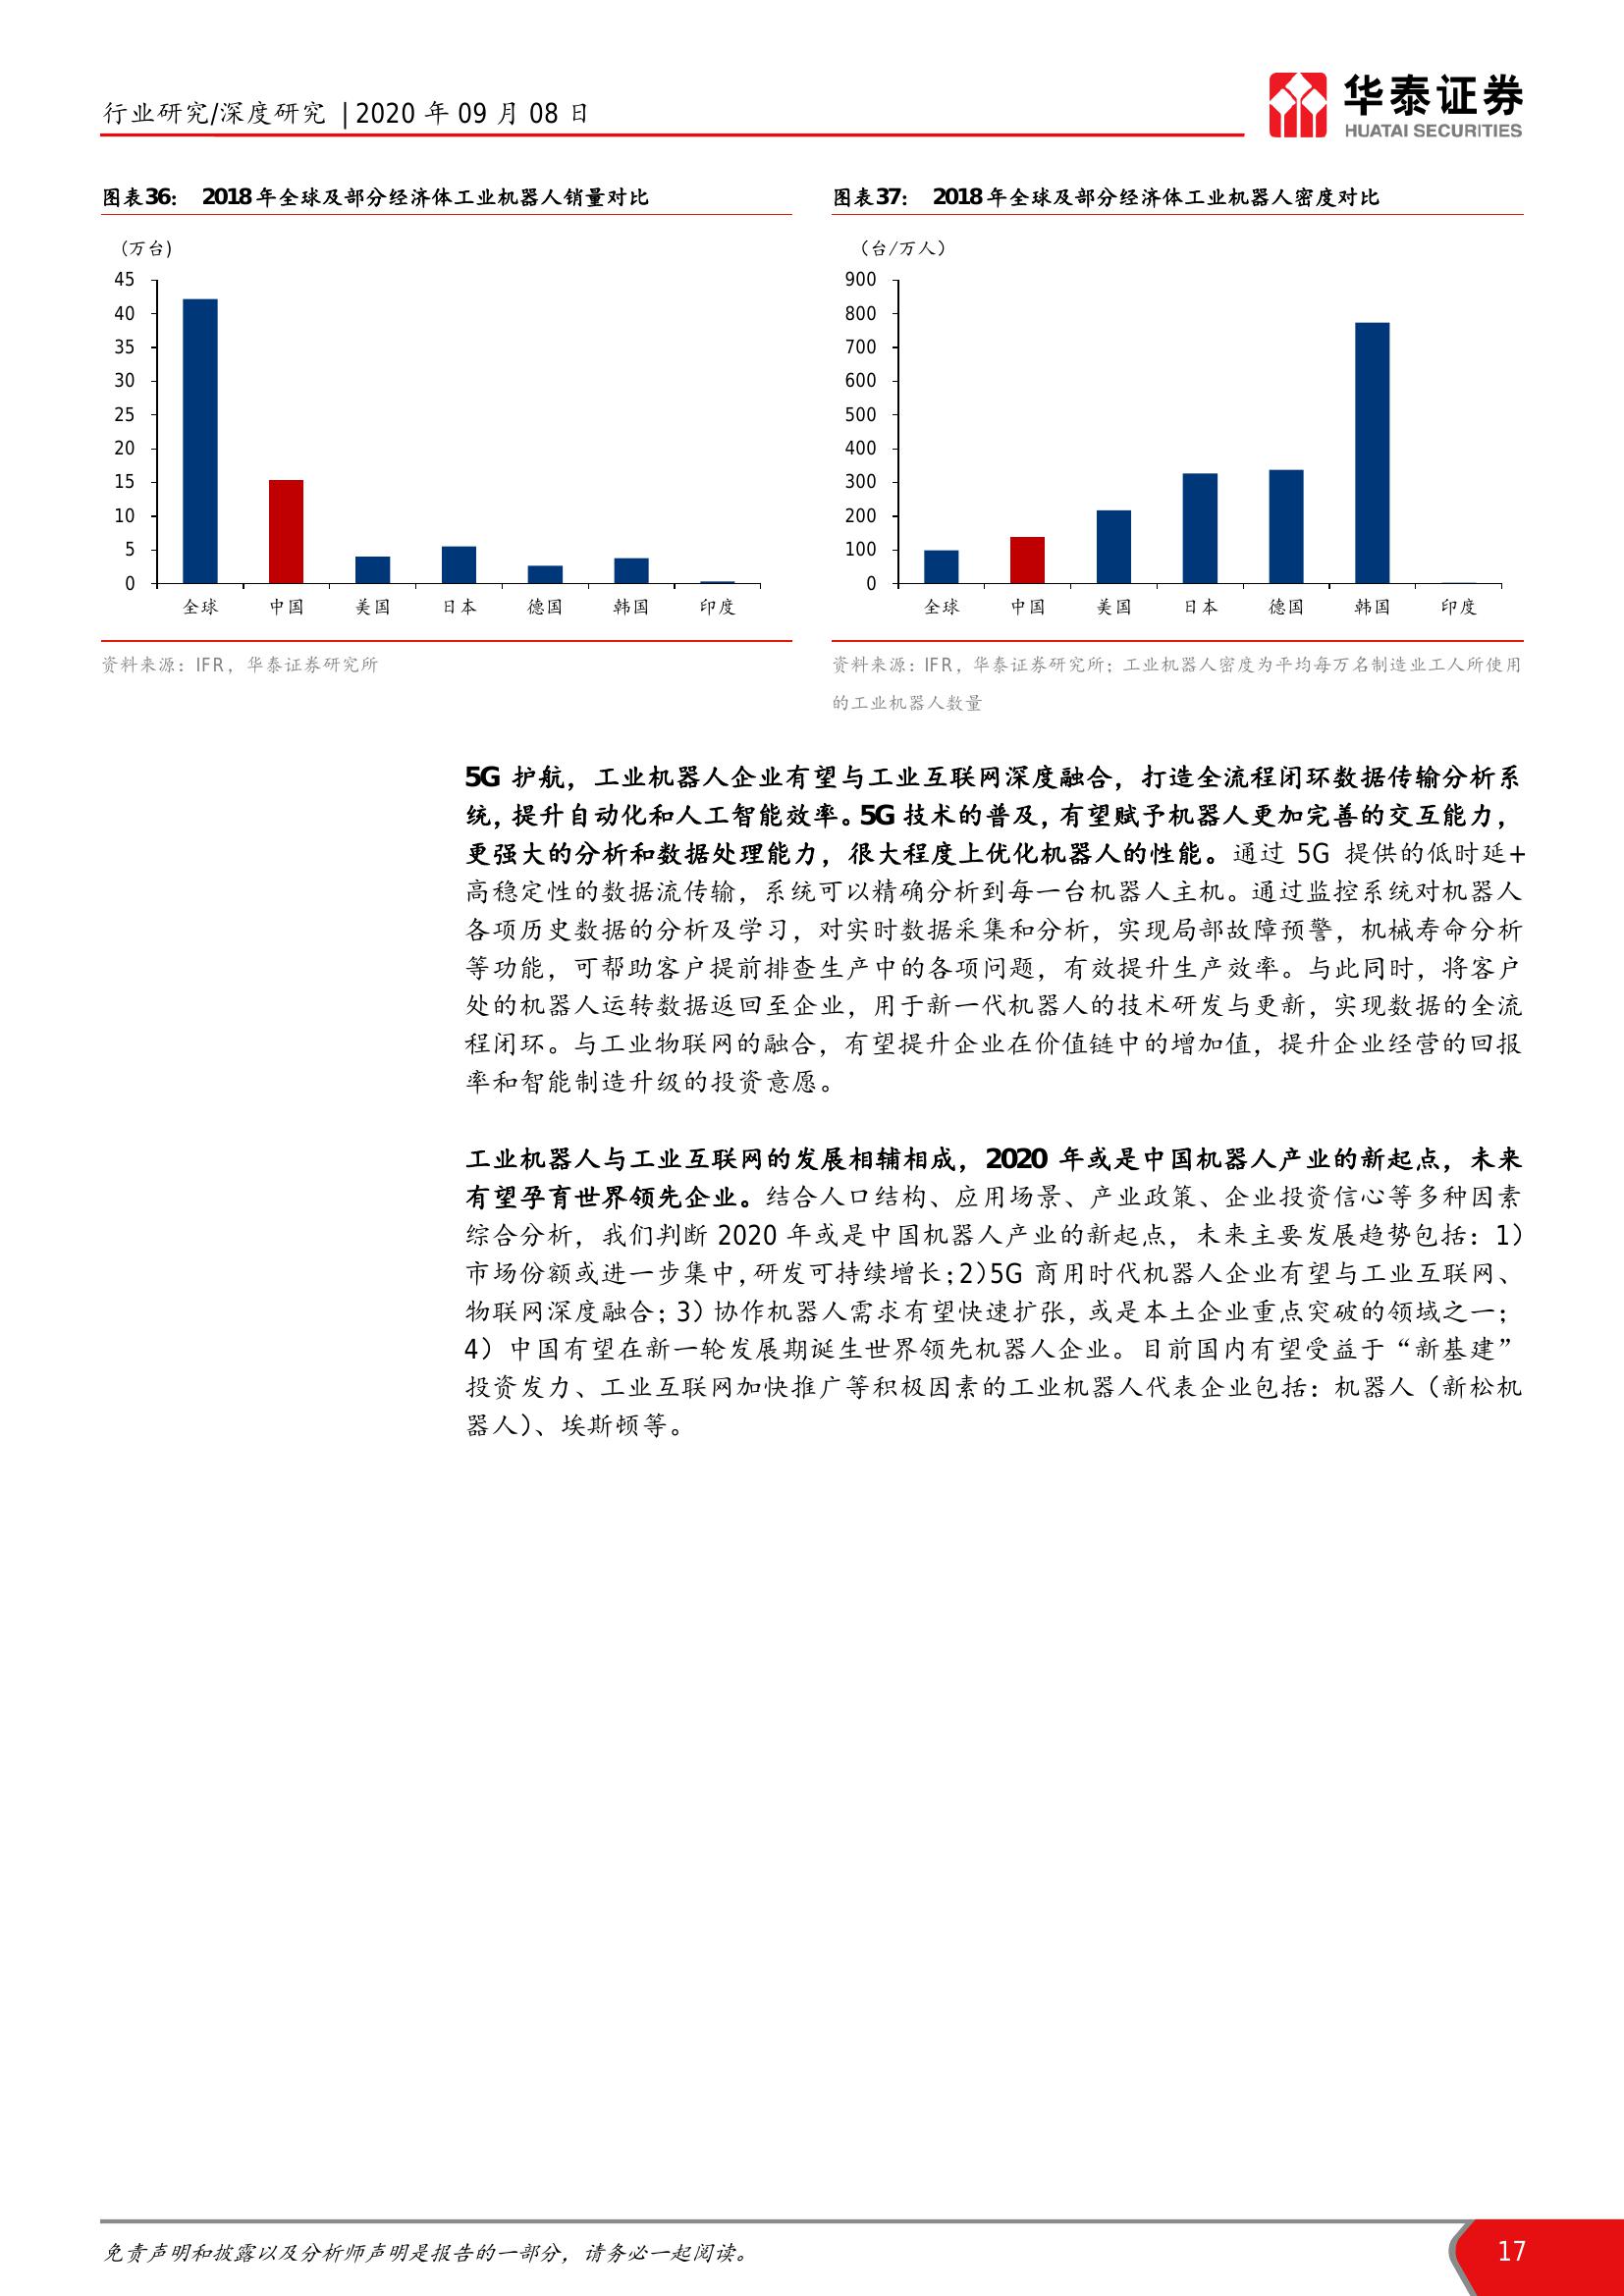 行业研究/深度研究 | 2020 年 09 月 08 日
华泰证券
HUATAI SECURITIES
图表36： 2018 年全球及部分经济体工业机器人销量对比
（万台）
45
40
35
30
25
20
15
10
5
0
全球 中国 美国 日本 德国 韩国 印度
资料来源：IFR，华泰证券研究所
图表37： 2018 年全球及部分经济体工业机器人密度对比
（台/万人）
900
800
700
600
500
400
300
200
100
0
全球 中国 美国 日本 德国 韩国 印度
资料来源：IFR，华泰证券研究所；工业机器人密度为平均每万名制造业工人所使用
的工业机器人数量
5G 护航，工业机器人企业有望与工业互联网深度融合，打造全流程闭环数据传输分析系
统，提升自动化和人工智能效率。5G 技术的普及，有望赋予机器人更加完善的交互能力，
更强大的分析和数据处理能力，很大程度上优化机器人的性能。通过 5G 提供的低时延+
高稳定性的数据流传输，系统可以精确分析到每一台机器人主机。通过监控系统对机器人
各项历史数据的分析及学习，对实时数据采集和分析，实现局部故障预警，机械寿命分析
等功能，可帮助客户提前排查生产中的各项问题，有效提升生产效率。与此同时，将客户
处的机器人运转数据返回至企业，用于新一代机器人的技术研发与更新，实现数据的全流
程闭环。与工业物联网的融合，有望提升企业在价值链中的增加值，提升企业经营的回报
率和智能制造升级的投资意愿。
工业机器人与工业互联网的发展相辅相成，2020 年或是中国机器人产业的新起点，未来
有望孕育世界领先企业。结合人口结构、应用场景、产业政策、企业投资信心等多种因素
综合分析，我们判断 2020 年或是中国机器人产业的新起点，未来主要发展趋势包括：1）
市场份额或进一步集中，研发可持续增长；2）5G 商用时代机器人企业有望与工业互联网、
物联网深度融合；3）协作机器人需求有望快速扩张，或是本土企业重点突破的领域之一；
4）中国有望在新一轮发展期诞生世界领先机器人企业。目前国内有望受益于“新基建”
投资发力、工业互联网加快推广等积极因素的工业机器人代表企业包括：机器人（新松机
器人）、埃斯顿等。
免责声明和披露以及分析师声明是报告的一部分，请务必一起阅读。
17